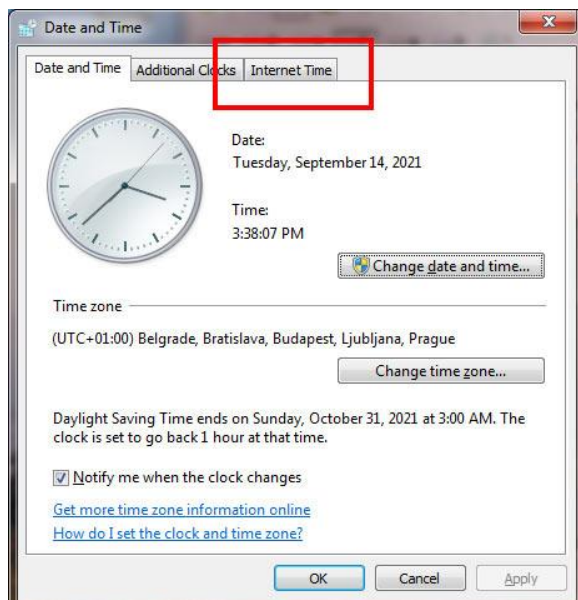 Date and Time
Date and Time Additional Clocks Internet Time
Date:
Tuesday, September 14, 2021
Time:
3:38:07 PM
Change date and time...
Time zone
(UTC+01:00) Belgrade, Bratislava, Budapest, Ljubljana, Prague
Change time zone...
Daylight Saving Time ends on Sunday, October 31, 2021 at 3:00 AM. The
clock is set to go back 1 hour at that time.
Notify me when the clock changes
Get more time zone information online
How do I set the clock and time zone?
OK Cancel Apply